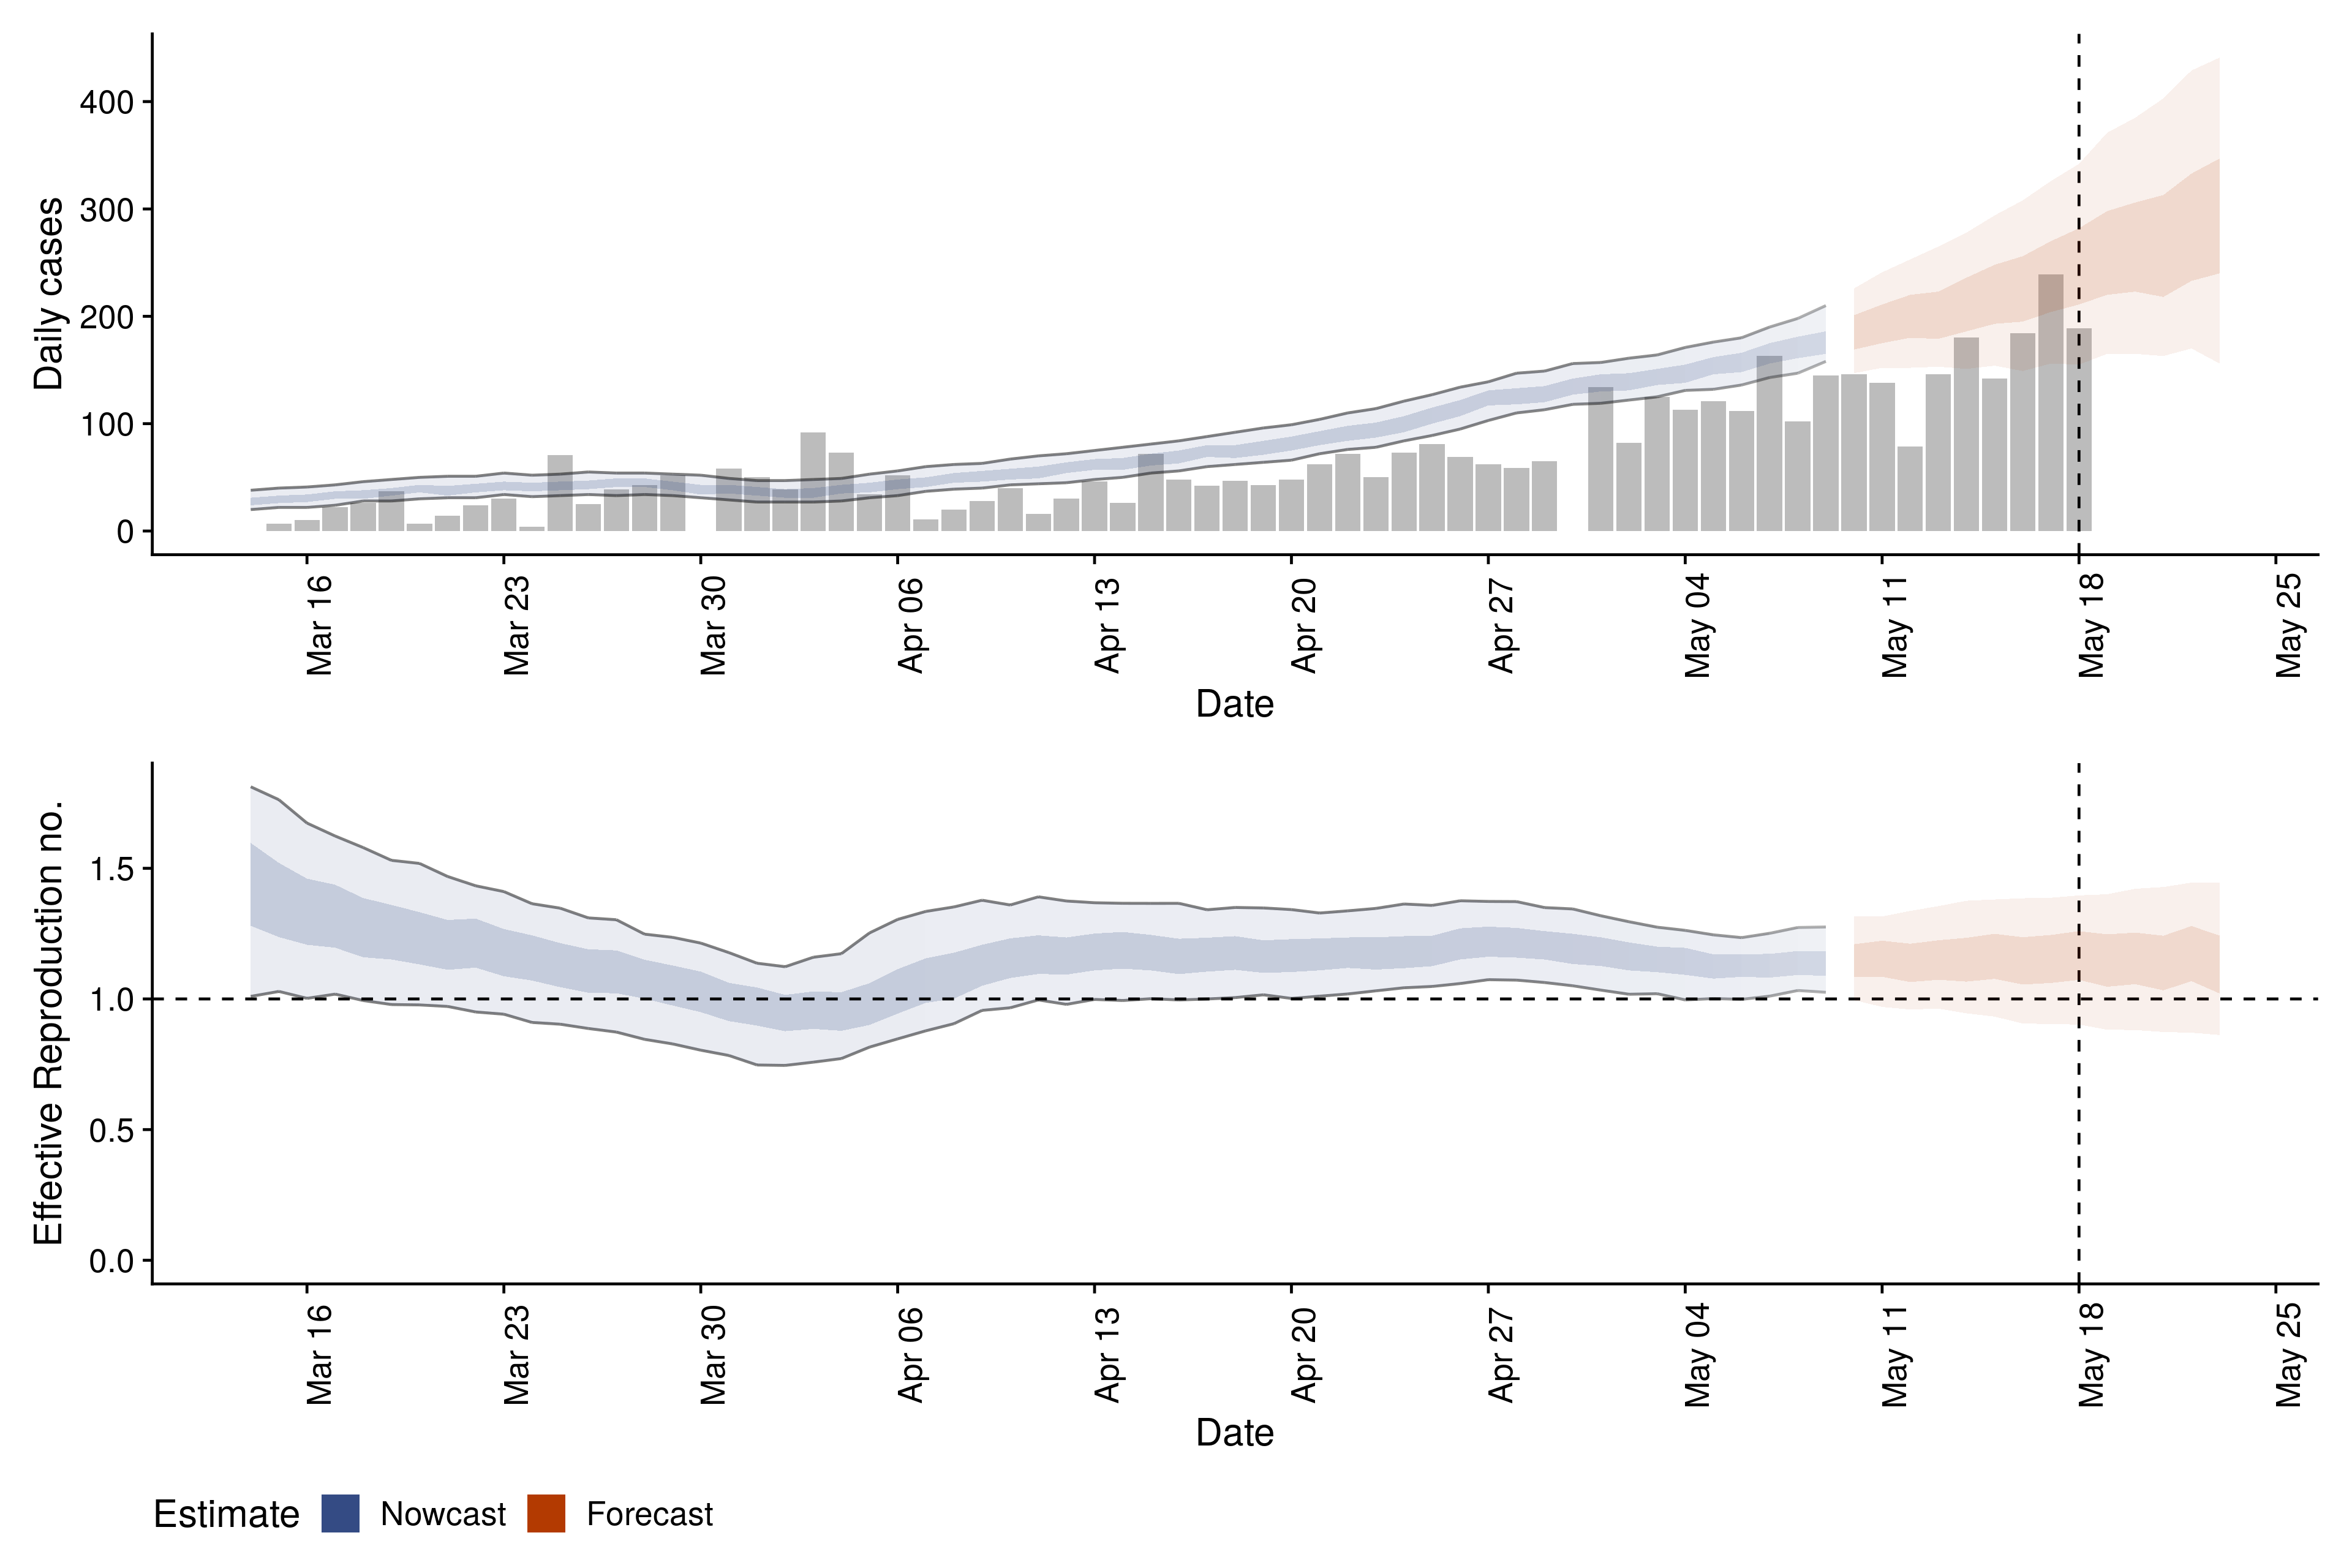 Daily cases
400
300
200
100
0
Mar 16
Mar 23
Mar 30
Apr 06
Apr 13
Apr 20
Apr 27
May 04
May 11
May 18
May 25
Date
Effective Reproduction no.
1.5
1.0
0.5
0.0
Mar 16
Mar 23
Mar 30
Apr 06
Apr 13
Apr 20
Apr 27
May 04
May 11
May 18
May 25
Date
Estimate Nowcast Forecast